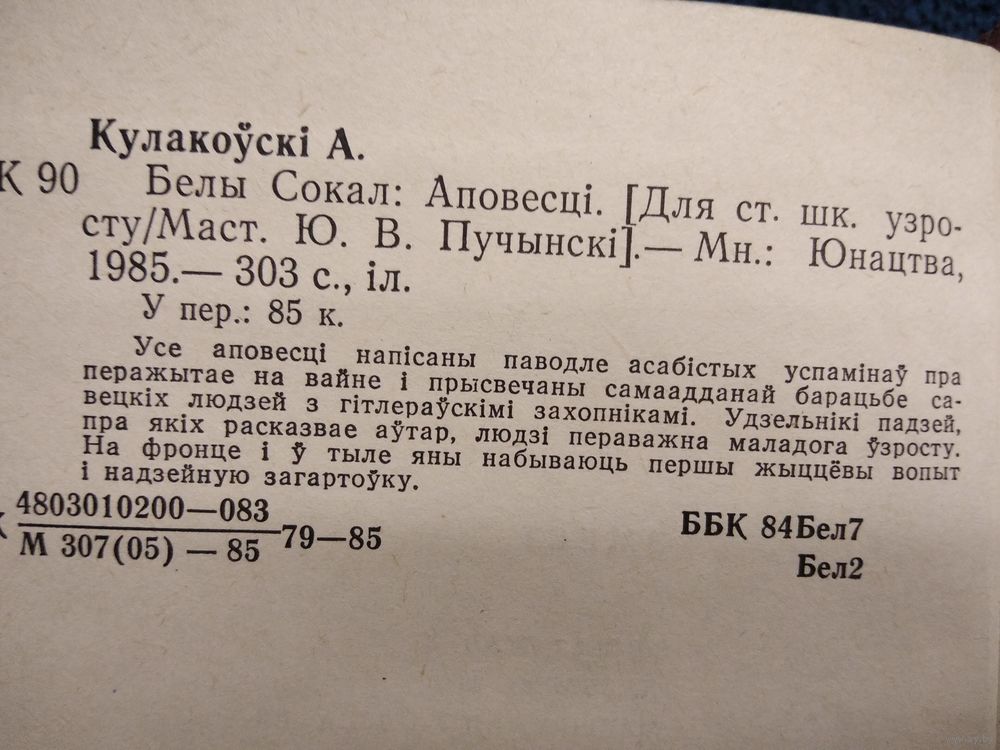 Кулакоўскі А.
К 90 Белы Сокал: Аповесці. [Для ст. шк. узро-
сту/Маст. Ю. В. Пучынскі].— Мн.: Юнацтва,
1985.— 303 с., іл.
У пер.: 85 к.
Усе аповесці напісаны паводле асабістых успамінаў пра
перажытае на вайне і прысвечаны самаадданай барацьбе са-
вецкіх людзей з гітлераўскімі захопнікамі. Удзельнікі падзей,
пра якіх расказвае аўтар, людзі пераважна маладога ўзросту.
На фронце і ў тыле яны набываюць першы жыццёвы вопыт
і надзейную загартоўку.
К 4803010200—083
М 307(05) — 85 79—85
ББК 84Бел7
Бел2